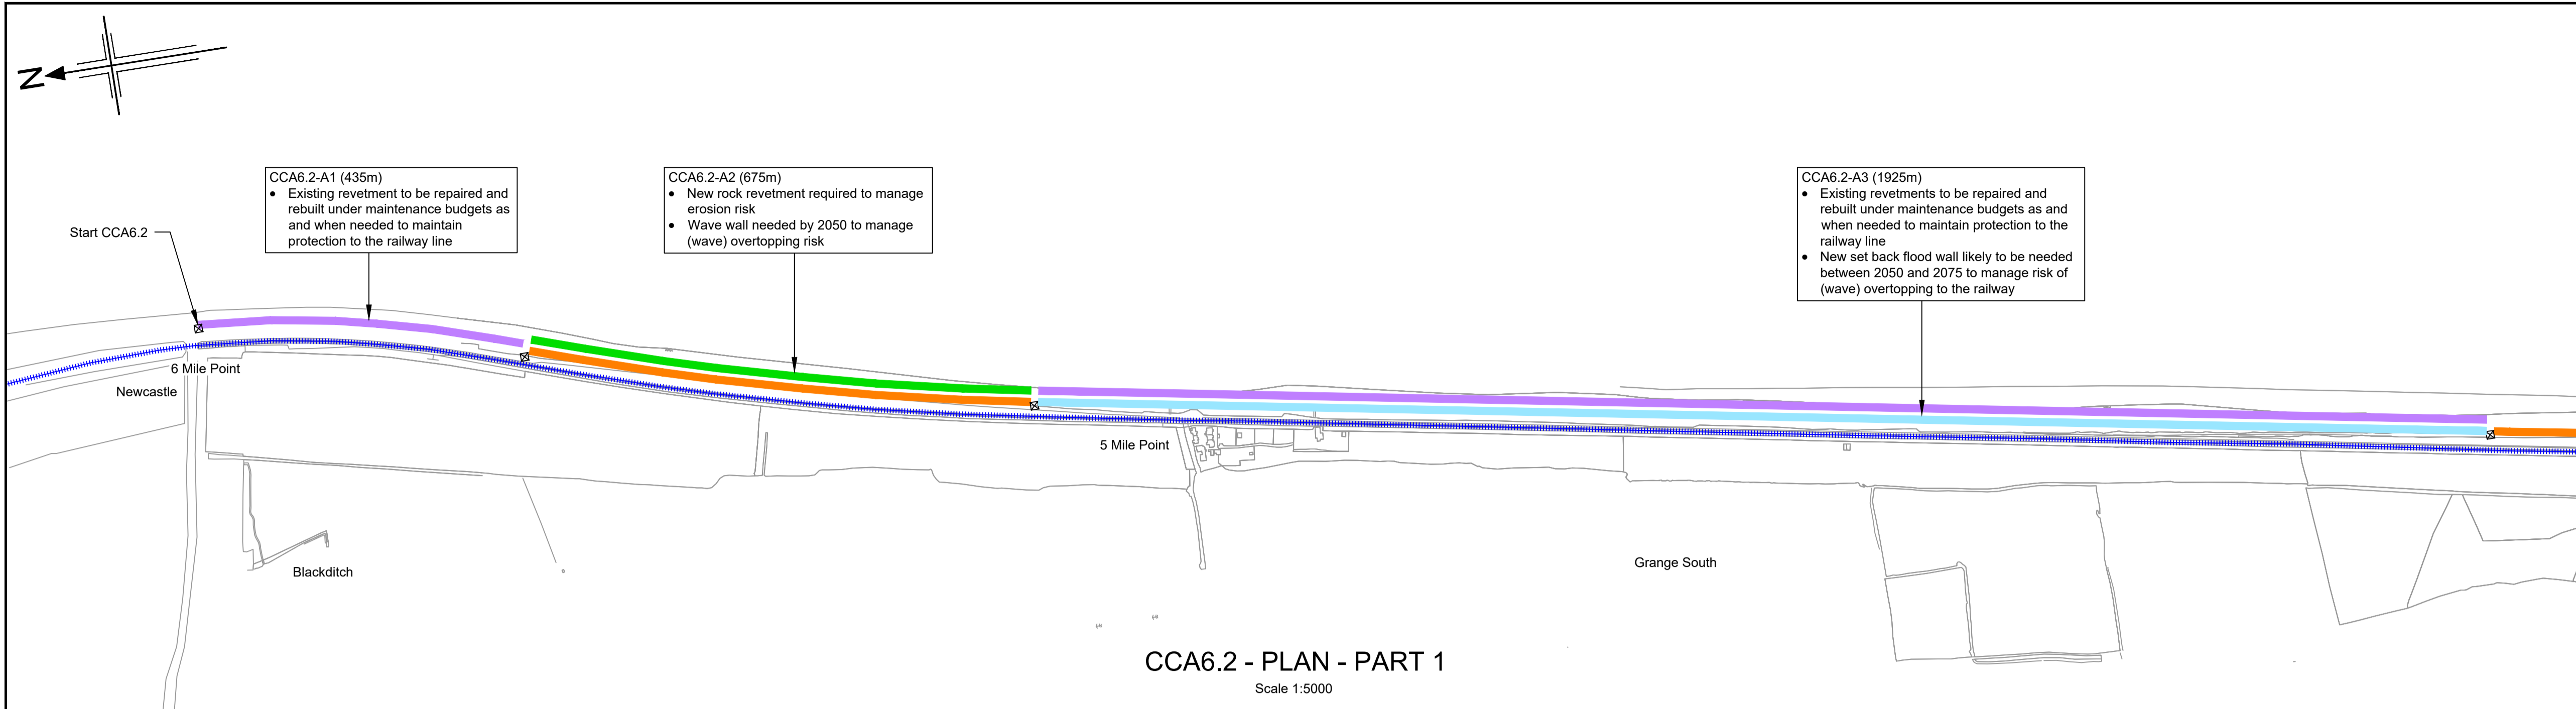 N
CCA6.2-A1 (435m)
● Existing revetment to be repaired and
rebuilt under maintenance budgets as
and when needed to maintain
protection to the railway line
CCA6.2-A2 (675m)
● New rock revetment required to manage
erosion risk
● Wave wall needed by 2050 to manage
(wave) overtopping risk
CCA6.2-A3 (1925m)
● Existing revetments to be repaired and
rebuilt under maintenance budgets as and
when needed to maintain protection to the
railway line
● New set back flood wall likely to be needed
between 2050 and 2075 to manage risk of
(wave) overtopping to the railway
Start CCA6.2
6 Mile Point
Newcastle
5 Mile Point
Blackditch
Grange South
CCA6.2 - PLAN - PART 1
Scale 1:5000